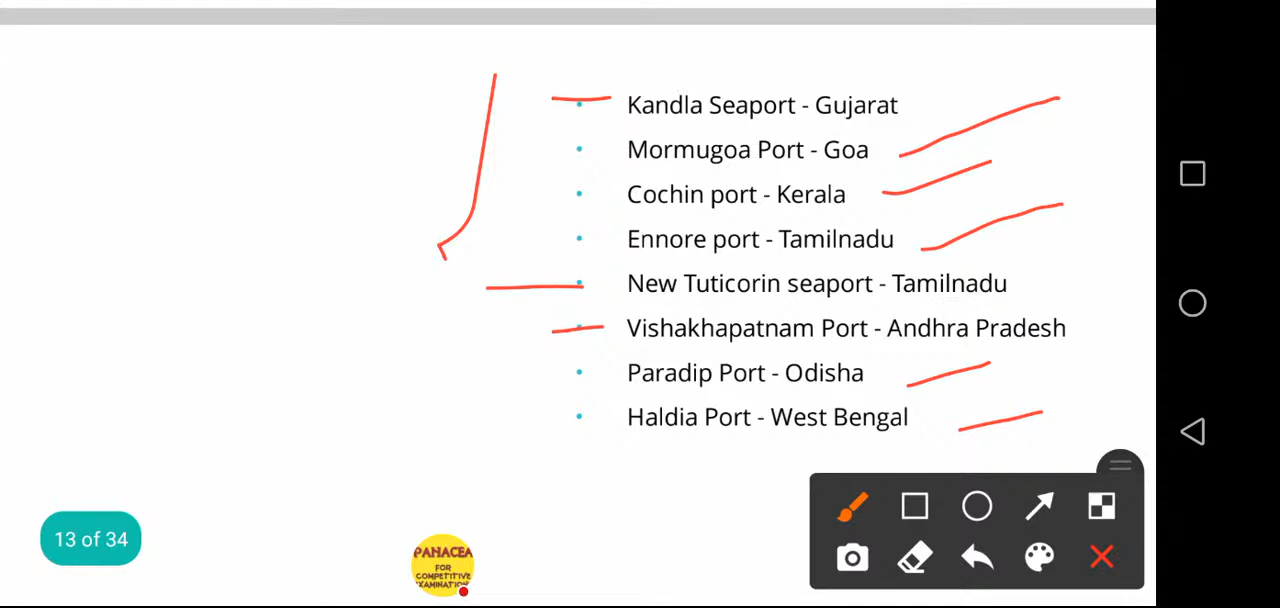 • Kandla Seaport - Gujarat
• Mormugoa Port - Goa
• Cochin port - Kerala
• Ennore port - Tamilnadu
• New Tuticorin seaport - Tamilnadu
• Vishakhapatnam Port - Andhra Pradesh
• Paradip Port - Odisha
• Haldia Port - West Bengal
13 of 34
PANACEA
FOR
COMPETITIVE
EXAMINATION